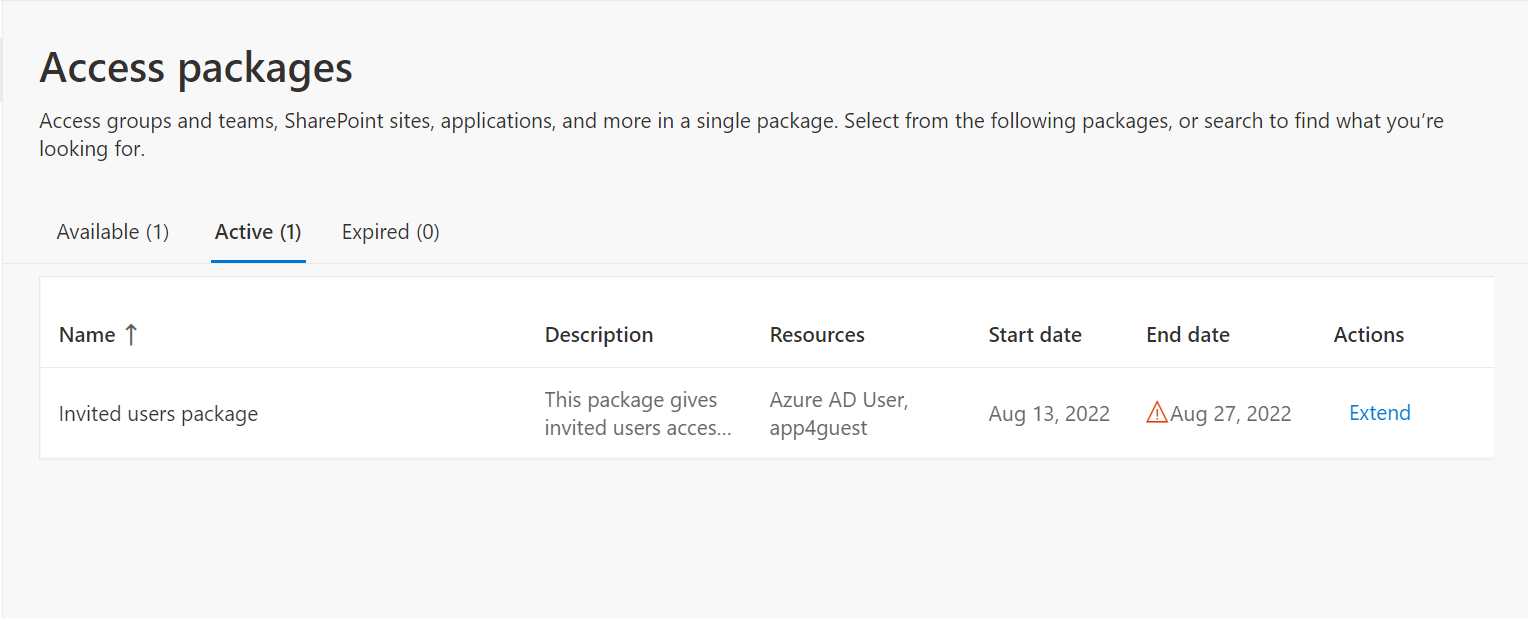 Access packages
Access groups and teams, SharePoint sites, applications, and more in a single package. Select from the following packages, or search to find what you’re
looking for.
Available (1) Active (1) Expired (0)
Name ↑ Description Resources Start date End date Actions
Invited users package
This package gives
invited users acces...
Azure AD User,
app4guest
Aug 13, 2022
Aug 27, 2022
Extend